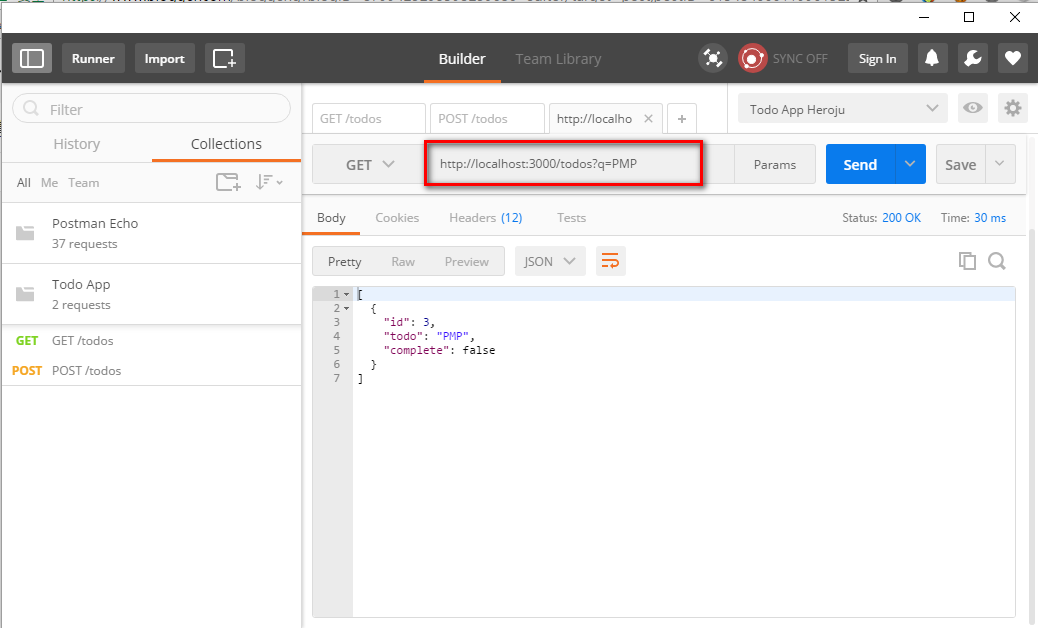 Runner
Import
Builder
Team Library
SYNC OFF
Sign In
Filter
History
Collections
All Me Team
Postman Echo
37 requests
Todo App
2 requests
GET GET /todos
POST POST /todos
GET /todos
POST /todos
http://localho
Todo App Heroju
GET
http://localhost:3000/todos?q=PMP
Params
Send
Save
Body
Cookies
Headers (12)
Tests
Status: 200 OK
Time: 30 ms
Pretty
Raw
Preview
JSON
1 [
2 {
3 "id": 3,
4 "todo": "PMP",
5 "complete": false
6 }
7 ]